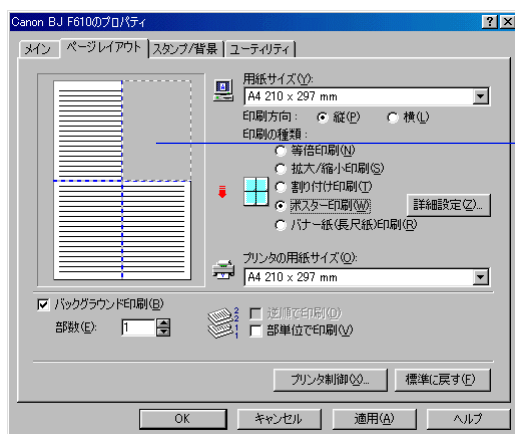 Canon BJ F610のプロパティ
メイン ページレイアウト スタンプ/背景 ユーティリティ
用紙サイズ(Y):
A4 210 x 297 mm
印刷方向: 縦(P) 横(L)
印刷の種類:
等倍印刷(N)
拡大/縮小印刷(S)
割り付け印刷(T)
ポスター印刷(W) 詳細設定(Z)...
バナー紙(長尺紙)印刷(R)
プリンタの用紙サイズ(O):
A4 210 x 297 mm
バックグラウンド印刷(B)
部数(E): 1
2 2 1 1
逆順で印刷(O)
部単位で印刷(V)
プリンタ制御(X)... 標準に戻す(F)
OK キャンセル 適用(A) ヘルプ